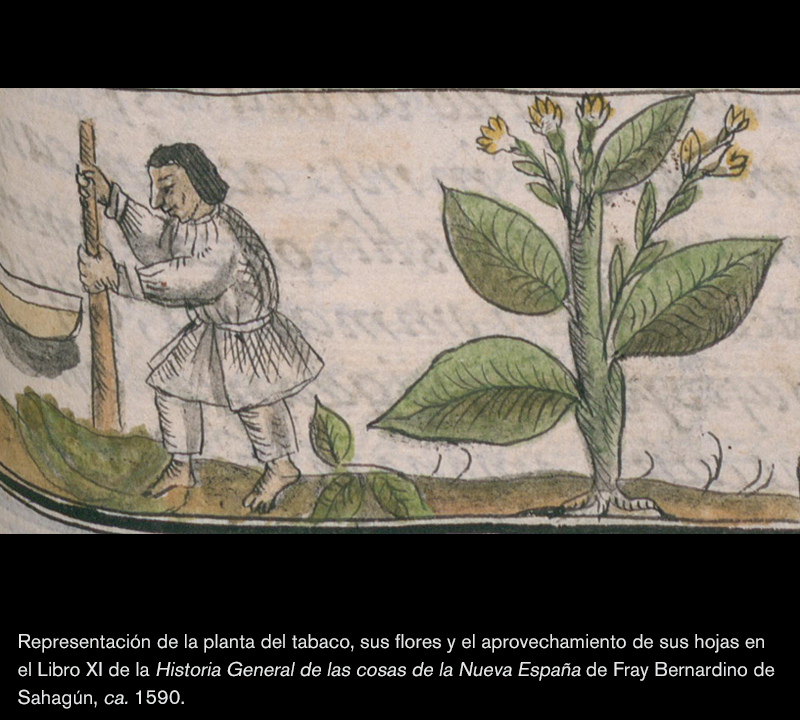 Representación de la planta del tabaco, sus flores y el aprovechamiento de sus hojas en
el Libro XI de la Historia General de las cosas de la Nueva España de Fray Bernardino de
Sahagún, ca. 1590.